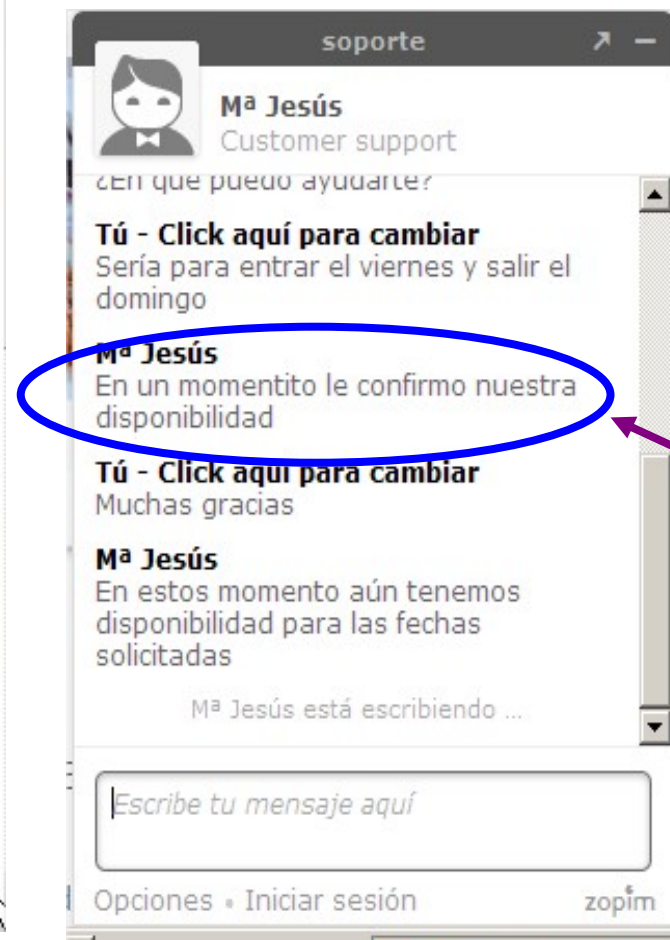 soporte
Mª Jesús
Customer support
¿En qué puedo ayudarte?
Tú - Click aquí para cambiar
Sería para entrar el viernes y salir el
domingo
Mª Jesús
En un momentito le confirmo nuestra
disponibilidad
Tú - Click aquí para cambiar
Muchas gracias
Mª Jesús
En estos momento aún tenemos
disponibilidad para las fechas
solicitadas
Mª Jesús está escribiendo ...
Escribe tu mensaje aquí
Opciones • Iniciar sesión
zopim